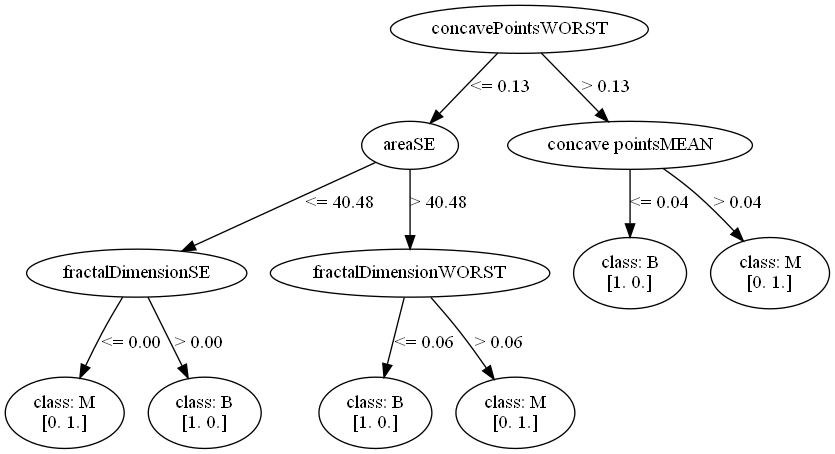 concavePointsWORST
<= 0.13
> 0.13
areaSE
concave pointsMEAN
<= 40.48
> 40.48
<= 0.04
> 0.04
fractalDimensionSE
fractalDimensionWORST
class: B
[1. 0.]
class: M
[0. 1.]
<= 0.00
> 0.00
<= 0.06
> 0.06
class: M
[0. 1.]
class: B
[1. 0.]
class: B
[1. 0.]
class: M
[0. 1.]